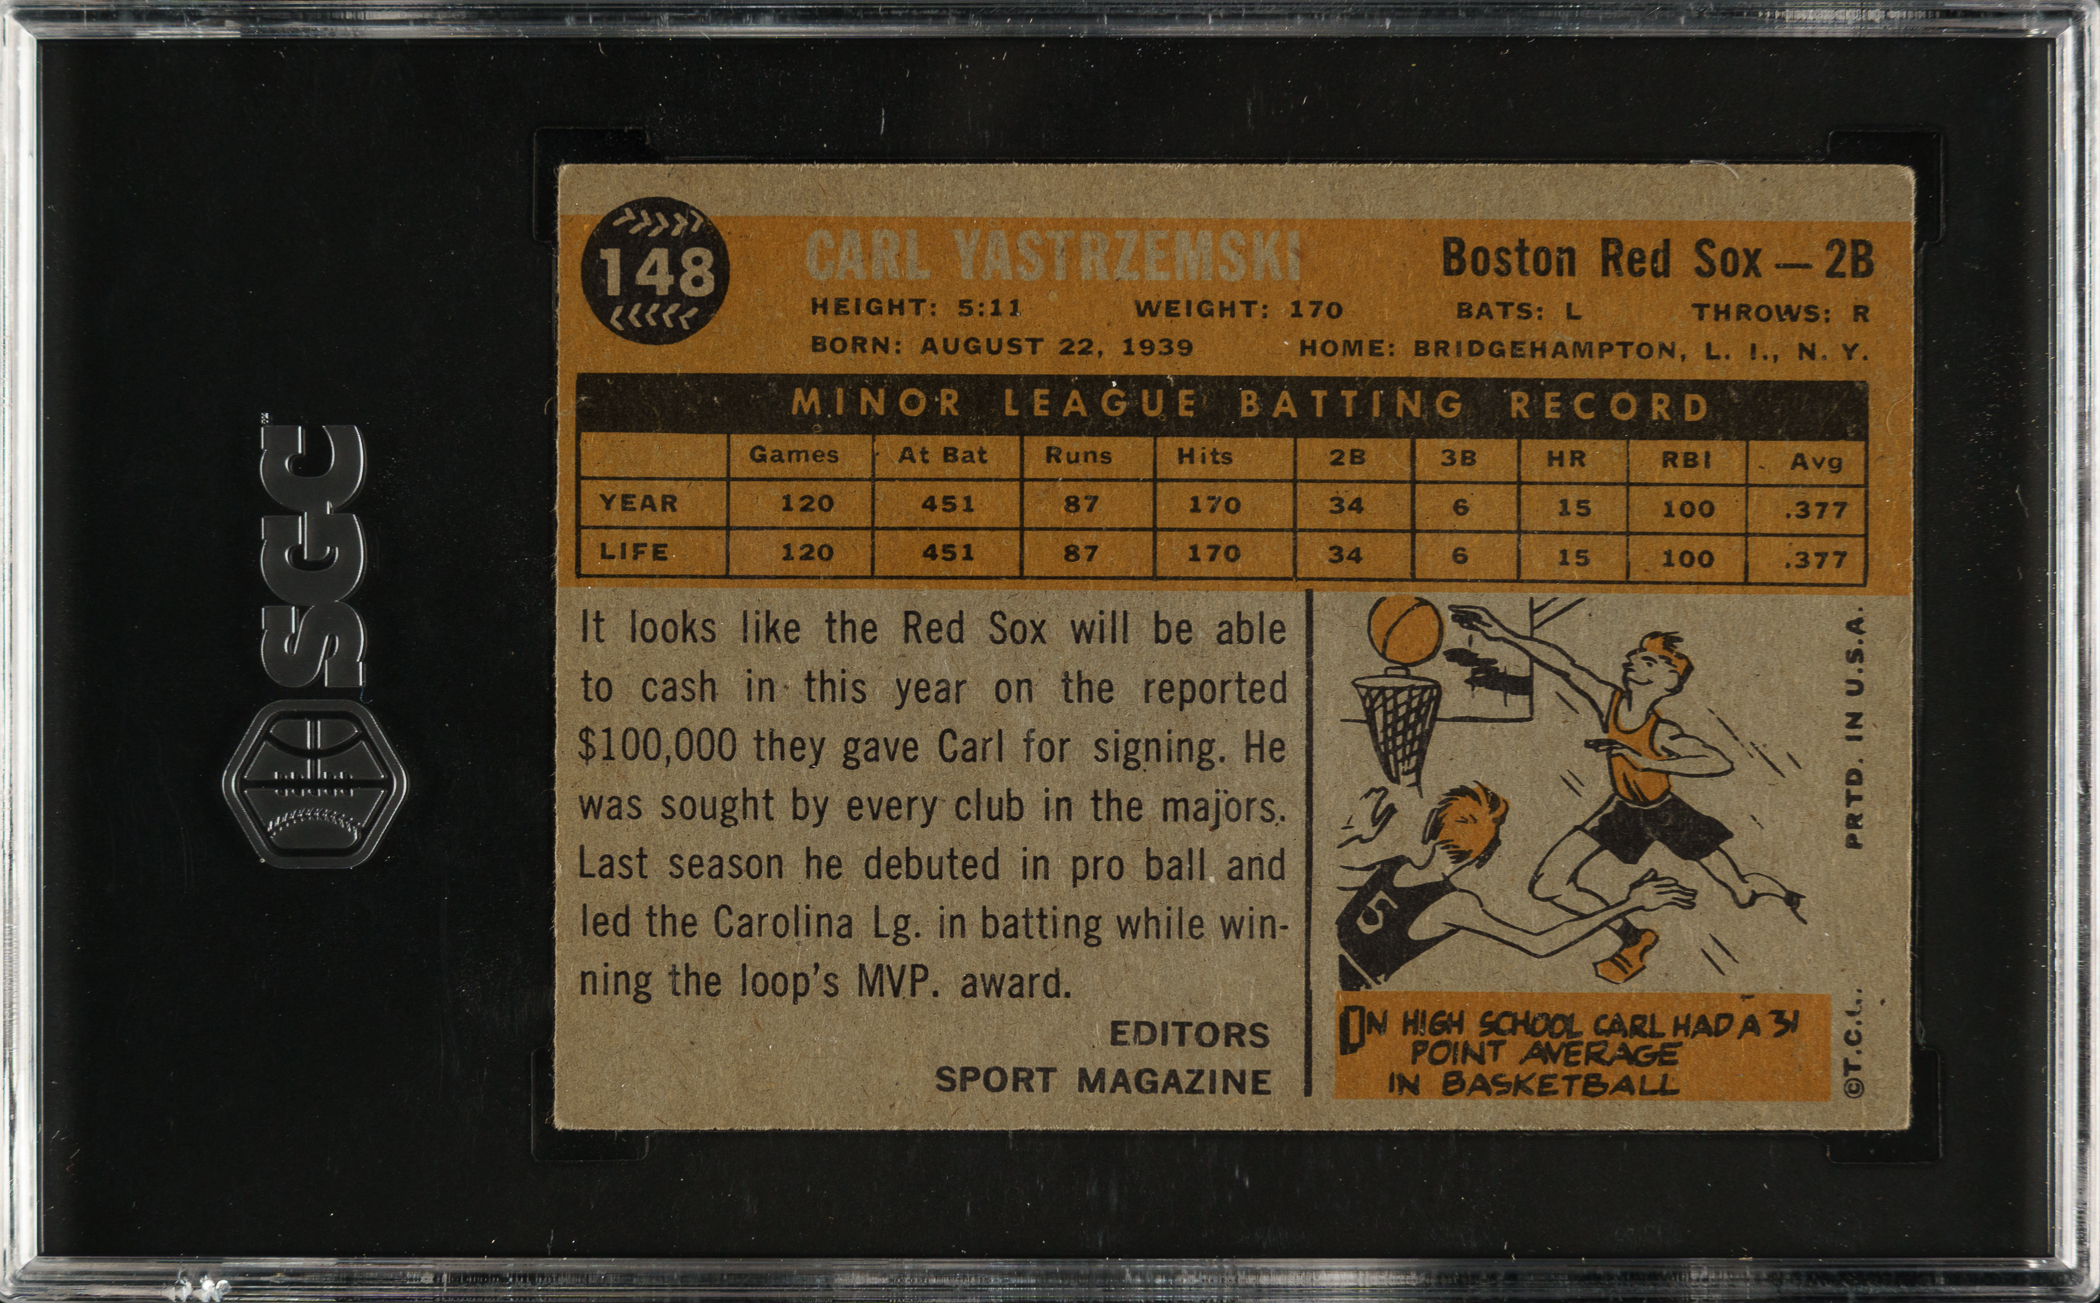 148
CARL YASTRZEMSKI
Boston Red Sox — 2B
HEIGHT: 5:11 WEIGHT: 170 BATS: L THROWS: R
BORN: AUGUST 22, 1939 HOME: BRIDGEHAMPTON, L. I., N. Y.
MINOR LEAGUE BATTING RECORD
Games At Bat Runs Hits 2B 3B HR RBI Avg
YEAR 120 451 87 170 34 6 15 100 .377
LIFE 120 451 87 170 34 6 15 100 .377
It looks like the Red Sox will be able
to cash in this year on the reported
$100,000 they gave Carl for signing. He
was sought by every club in the majors.
Last season he debuted in pro ball and
led the Carolina Lg. in batting while win-
ning the loop's MVP. award.
EDITORS
SPORT MAGAZINE
5
IN HIGH SCHOOL CARL HAD A 31
POINT AVERAGE
IN BASKETBALL
©T.C.G. PRTD. IN U.S.A.
SGC